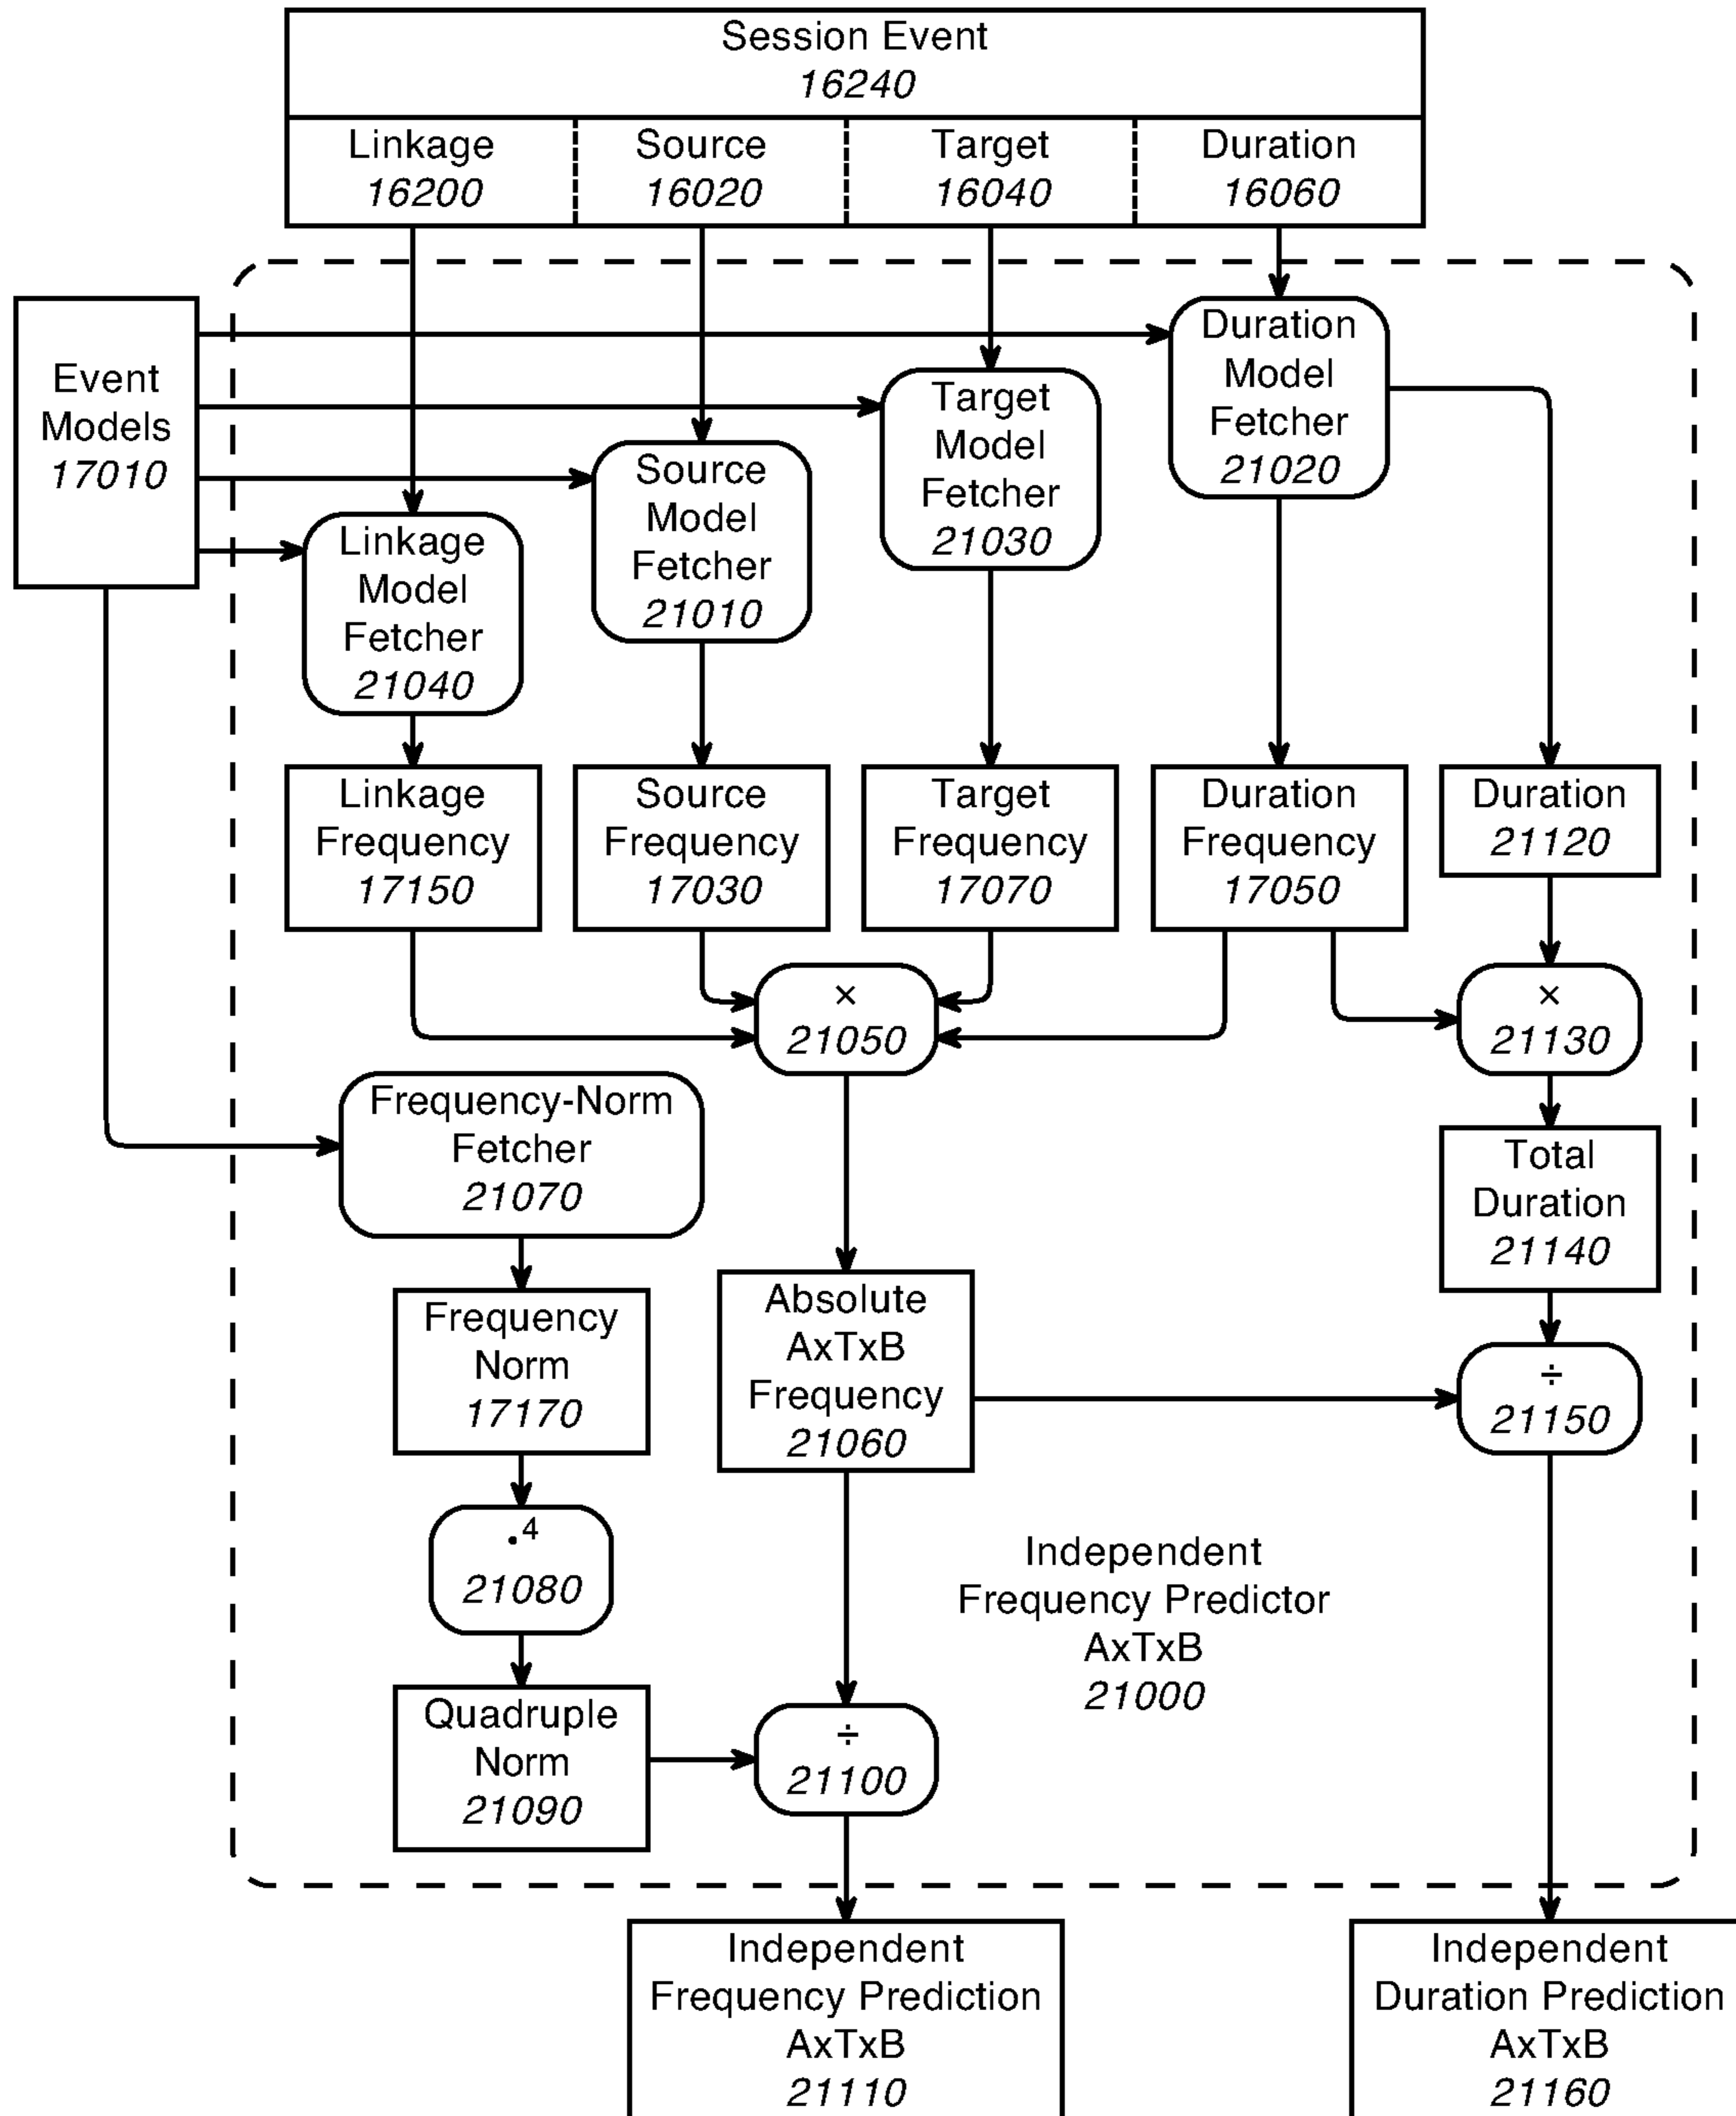 Session Event
16240
Linkage
16200
Source
16020
Target
16040
Duration
16060
Event
Models
17010
Duration
Model
Fetcher
21020
Target
Model
Fetcher
21030
Source
Model
Fetcher
21010
Linkage
Model
Fetcher
21040
Linkage
Frequency
17150
Source
Frequency
17030
Target
Frequency
17070
Duration
Frequency
17050
Duration
21120
×
21050
×
21130
Frequency-Norm
Fetcher
21070
Total
Duration
21140
Frequency
Norm
17170
Absolute
AxTxB
Frequency
21060
÷
21150
.4
21080
Independent
Frequency Predictor
AxTxB
21000
Quadruple
Norm
21090
÷
21100
Independent
Frequency Prediction
AxTxB
21110
Independent
Duration Prediction
AxTxB
21160